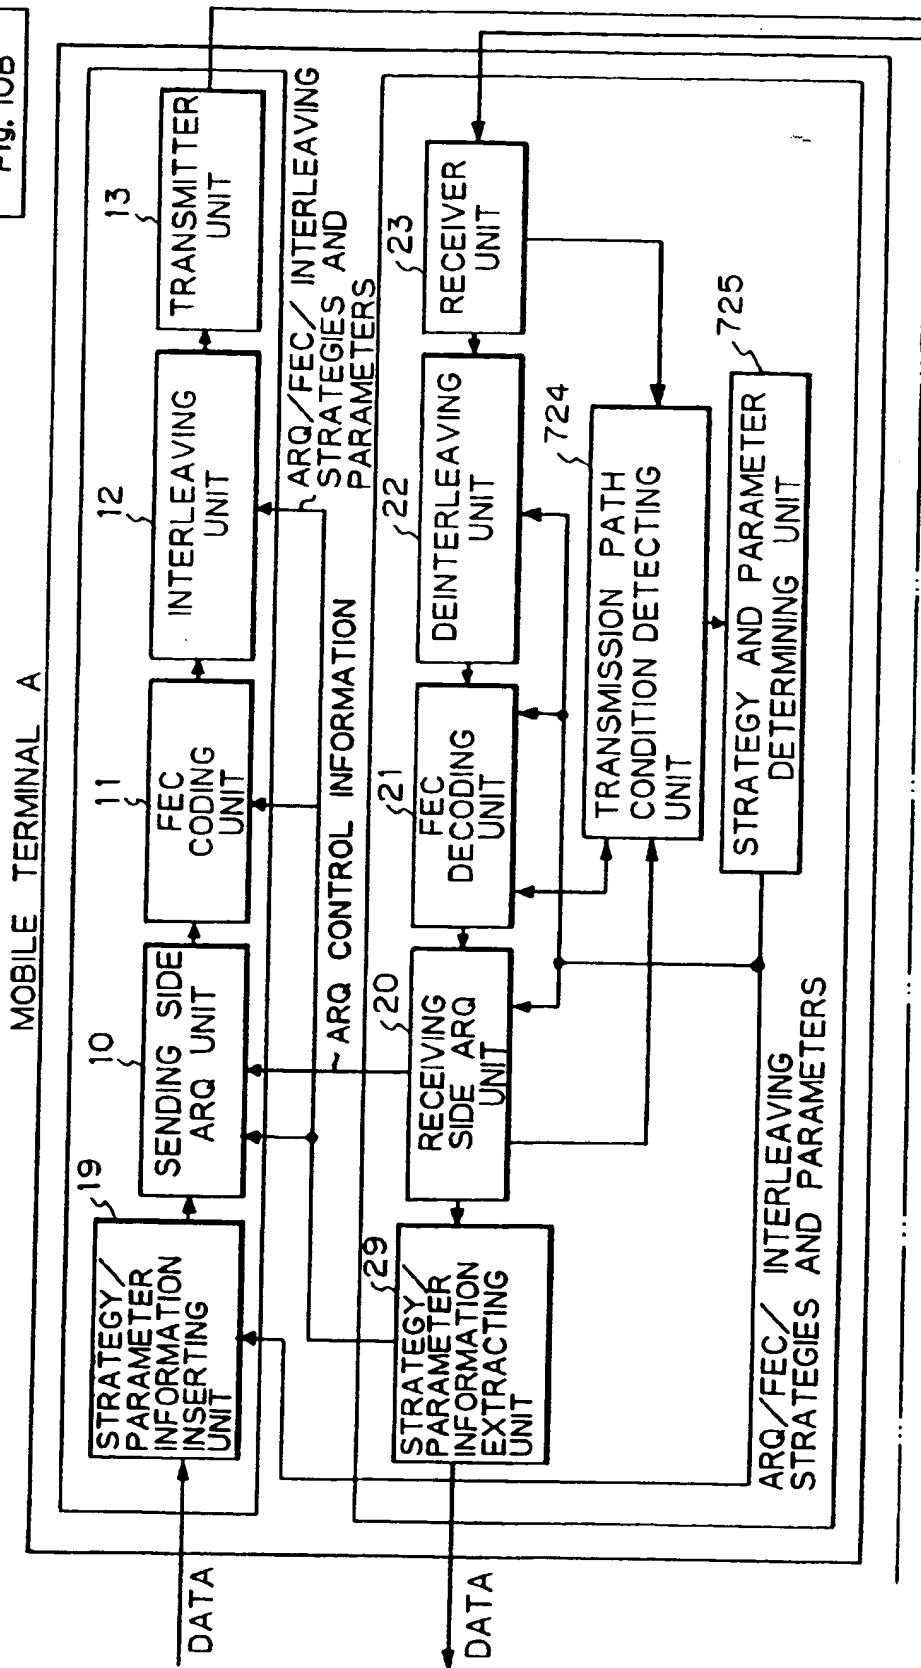 Fig. 10B
MOBILE TERMINAL A
DATA
19
STRATEGY/
PARAMETER
INFORMATION
INSERTING
UNIT
10
SENDING SIDE
ARQ UNIT
11
FEC
CODING
UNIT
12
INTERLEAVING
UNIT
13
TRANSMITTER
UNIT
ARQ/FEC/INTERLEAVING
STRATEGIES AND
PARAMETERS
ARQ CONTROL INFORMATION
DATA
29
STRATEGY/
PARAMETER
INFORMATION
EXTRACTING
UNIT
20
RECEIVING
SIDE ARQ
UNIT
21
FEC
DECODING
UNIT
22
DEINTERLEAVING
UNIT
23
RECEIVER
UNIT
724
TRANSMISSION PATH
CONDITION DETECTING
UNIT
725
STRATEGY AND PARAMETER
DETERMINING UNIT
ARQ/FEC/ INTERLEAVING
STRATEGIES AND PARAMETERS